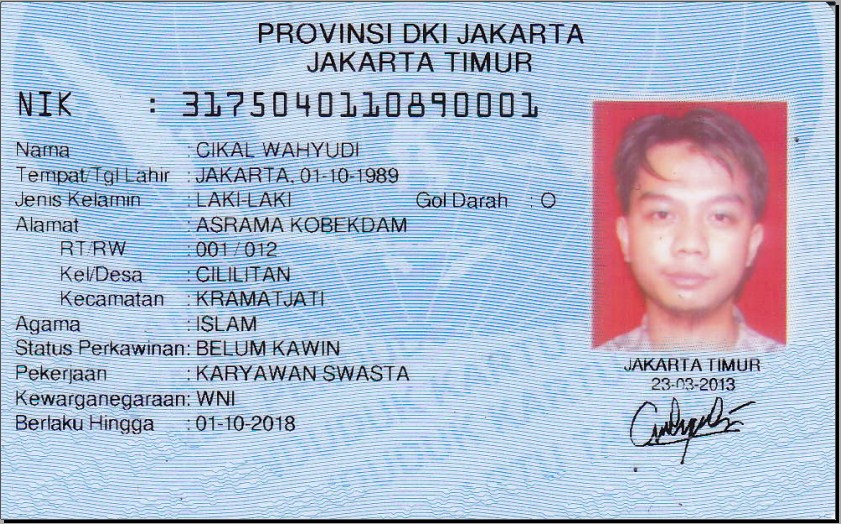 PROVINSI DKI JAKARTA
JAKARTA TIMUR
NIK : 3175040110890001
Nama : CIKAL WAHYUDI
Tempat/Tgl Lahir : JAKARTA, 01-10-1989
Jenis Kelamin : LAKI-LAKI Gol Darah : O
Alamat : ASRAMA KOBEKDAM
RT/RW : 001 / 012
Kel/Desa : CILILITAN
Kecamatan : KRAMATJATI
Agama : ISLAM
Status Perkawinan: BELUM KAWIN
Pekerjaan : KARYAWAN SWASTA
Kewarganegaraan: WNI
Berlaku Hingga : 01-10-2018
JAKARTA TIMUR
23-03-2013